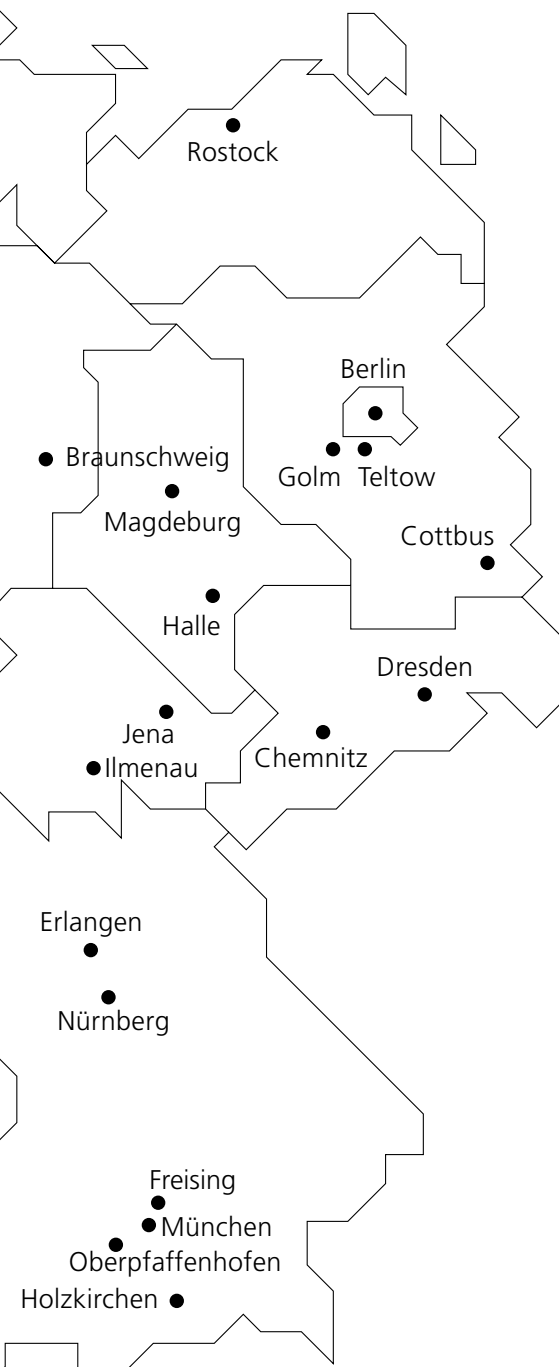 Rostock
Berlin
Braunschweig
Golm
Teltow
Magdeburg
Cottbus
Halle
Dresden
Jena
Chemnitz
Ilmenau
Erlangen
Nürnberg
Freising
München
Oberpfaffenhofen
Holzkirchen